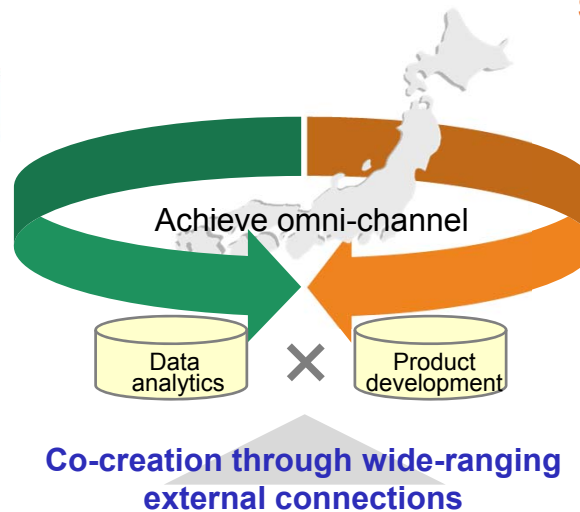 Achieve omni-channel
Data
analytics
×
Product
development
Co-creation through wide-ranging
external connections